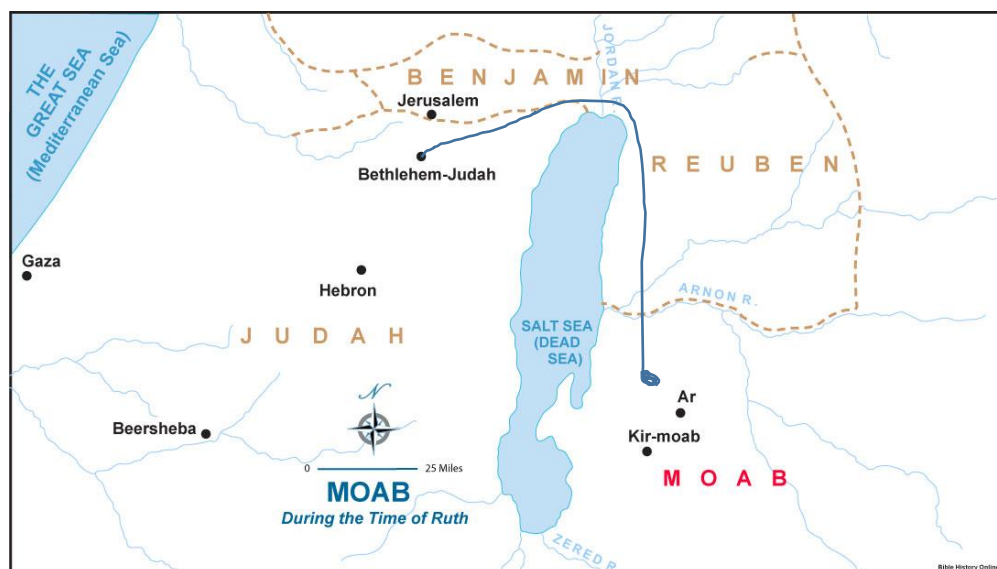 THE
GREAT SEA
(Mediterranean Sea)
JORDAN R.
BENJAMIN
Jerusalem
Bethlehem-Judah
REUBEN
Gaza
Hebron
ARNON R.
JUDAH
SALT SEA
(DEAD
SEA)
N
Ar
Beersheba
Kir-moab
0 25 Miles
MOAB
MOAB
During the Time of Ruth
ZERED R.
Bible History Online